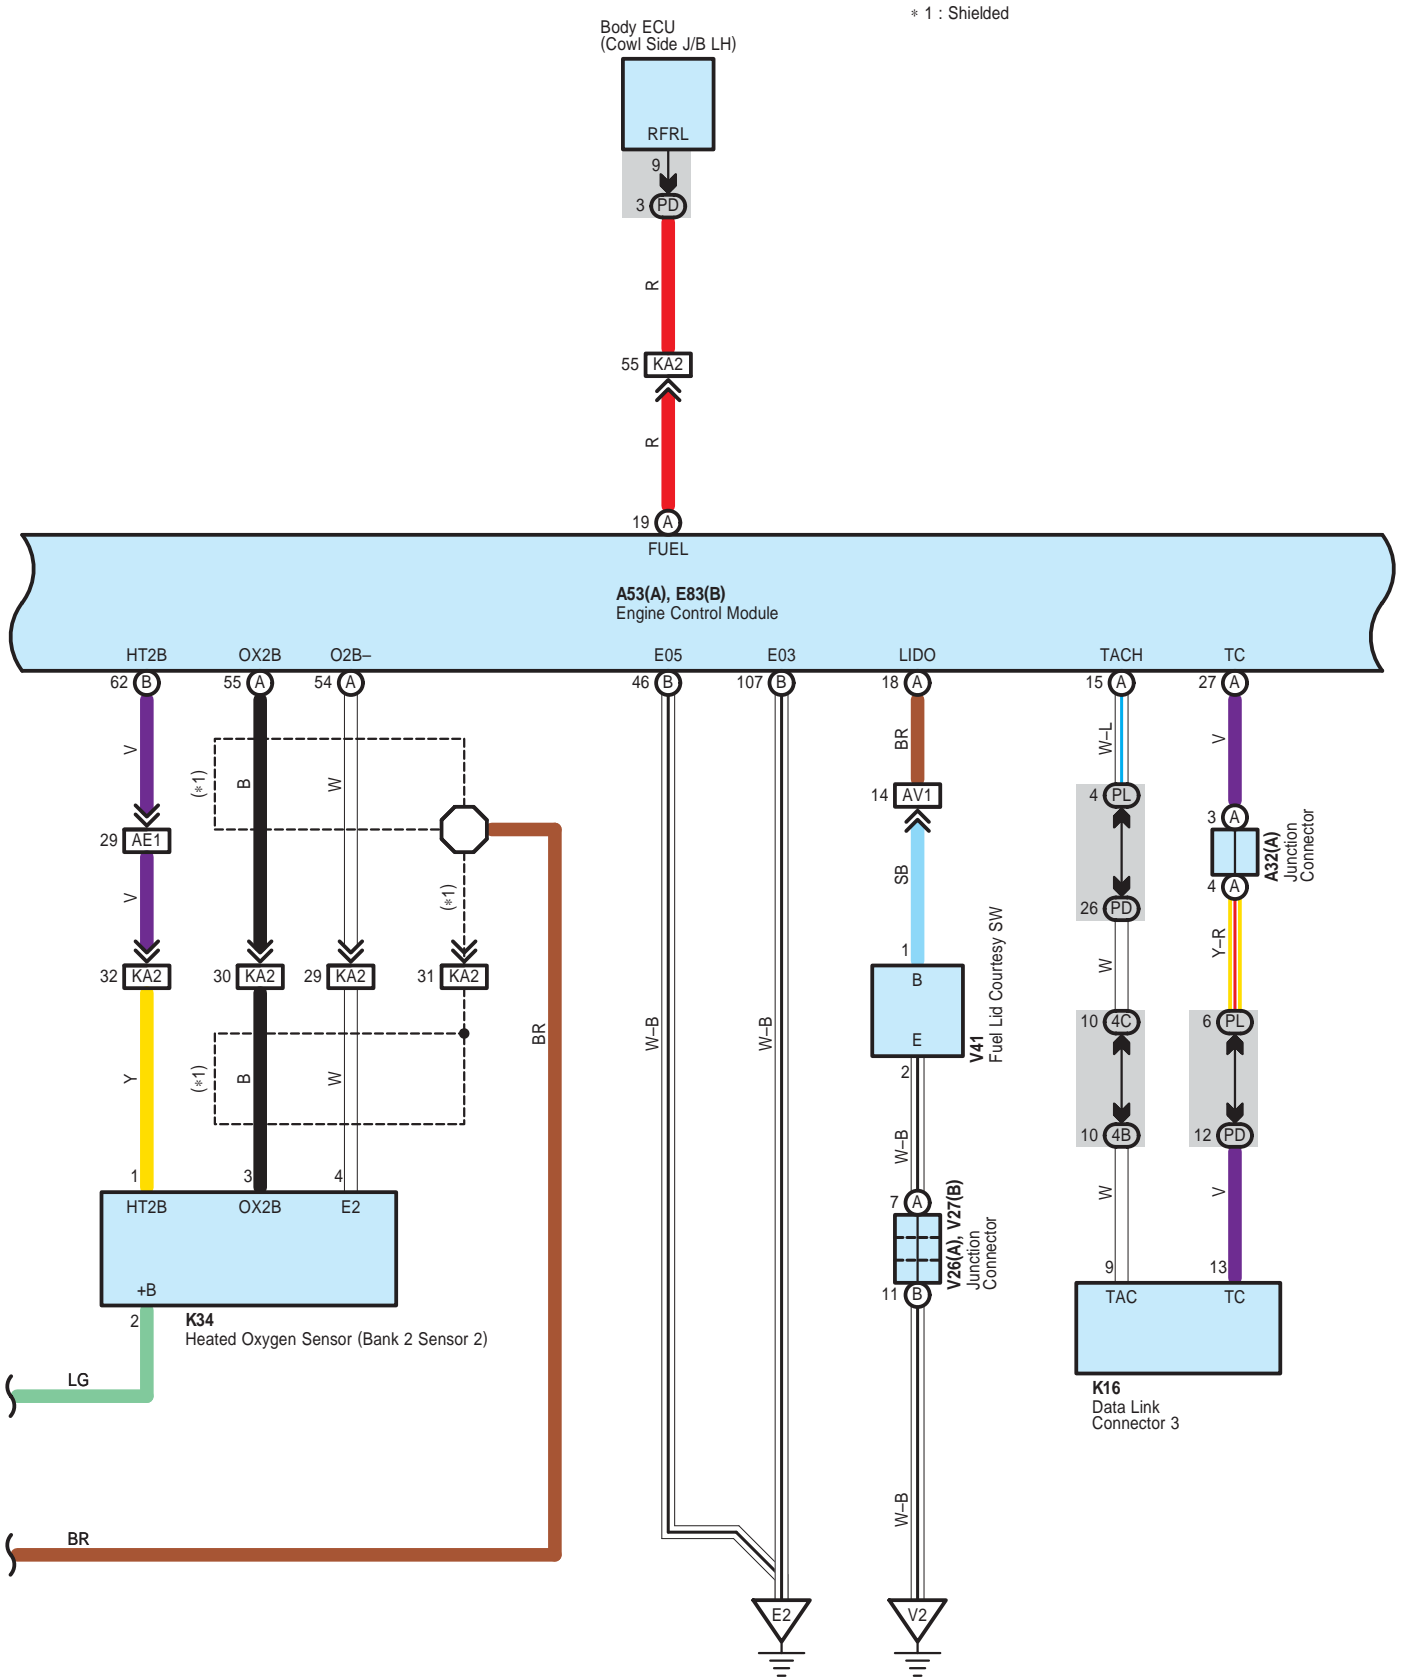 * 1 : Shielded
Body ECU
(Cowl Side J/B LH)
RFRL
9
3 PD
R
55 KA2
R
19 A
FUEL
A53(A), E83(B)
Engine Control Module
HT2B OX2B O2B– E05 E03 LIDO TACH TC
62 B 55 A 54 A 46 B 107 B 18 A 15 A 27 A
V (*1) B W BR W–L V
14 AV1 4 PL
3 A
A32(A)
Junction
Connector
29 AE1
4 A
V (*1) SB
26 PD
Y–R
1
32 KA2 30 KA2 29 KA2 31 KA2 W
B
V41
Fuel Lid Courtesy SW
10 4C 6 PL
BR W–B W–B
E
2
Y (*1) B W
10 4B 12 PD
W–B
1 3 4
HT2B OX2B E2
W V
7 A
V26(A), V27(B)
Junction
Connector
9 13
+B
11 B
TAC TC
2
K34
Heated Oxygen Sensor (Bank 2 Sensor 2)
LG
K16
Data Link
Connector 3
W–B
BR
E2 V2